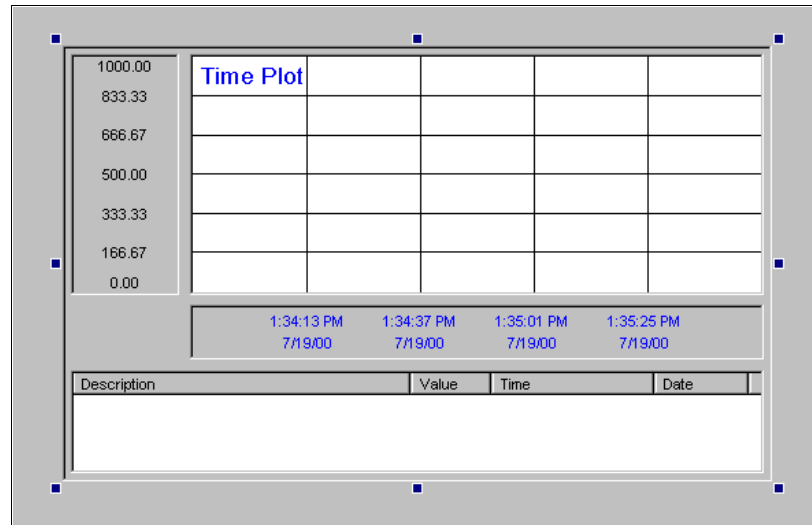 1000.00
Time Plot
833.33
666.67
500.00
333.33
166.67
0.00
1:34:13 PM 1:34:37 PM 1:35:01 PM 1:35:25 PM
7/19/00 7/19/00 7/19/00 7/19/00
Description Value Time Date